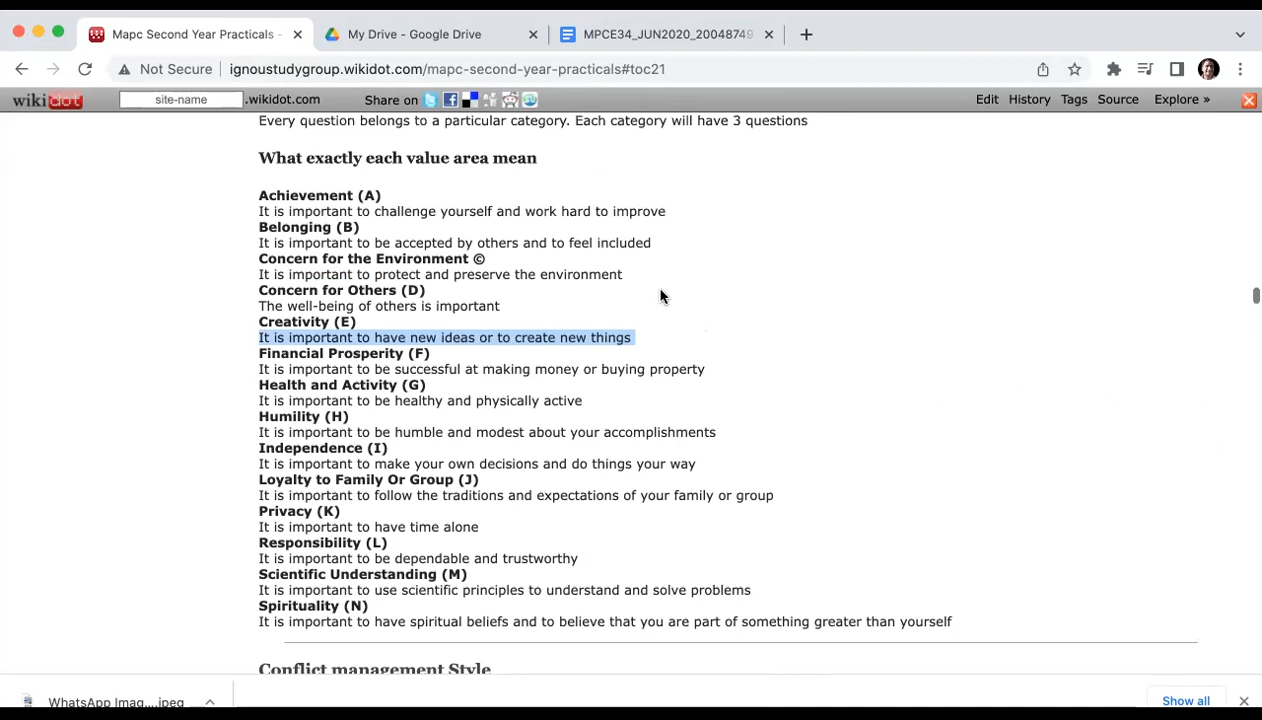 Mapc Second Year Practicals -
My Drive - Google Drive
MPCE34_JUN2020_20048749
Not Secure
ignoustudygroup.wikidot.com/mapc-second-year-practicals#toc21
wikidot
site-name .wikidot.com
Share on
Edit History Tags Source Explore »
Every question belongs to a particular category. Each category will have 3 questions
What exactly each value area mean
Achievement (A)
It is important to challenge yourself and work hard to improve
Belonging (B)
It is important to be accepted by others and to feel included
Concern for the Environment ©
It is important to protect and preserve the environment
Concern for Others (D)
The well-being of others is important
Creativity (E)
It is important to have new ideas or to create new things
Financial Prosperity (F)
It is important to be successful at making money or buying property
Health and Activity (G)
It is important to be healthy and physically active
Humility (H)
It is important to be humble and modest about your accomplishments
Independence (I)
It is important to make your own decisions and do things your way
Loyalty to Family Or Group (J)
It is important to follow the traditions and expectations of your family or group
Privacy (K)
It is important to have time alone
Responsibility (L)
It is important to be dependable and trustworthy
Scientific Understanding (M)
It is important to use scientific principles to understand and solve problems
Spirituality (N)
It is important to have spiritual beliefs and to believe that you are part of something greater than yourself
Conflict management Style
WhatsApp Imag....jpeg
Show all